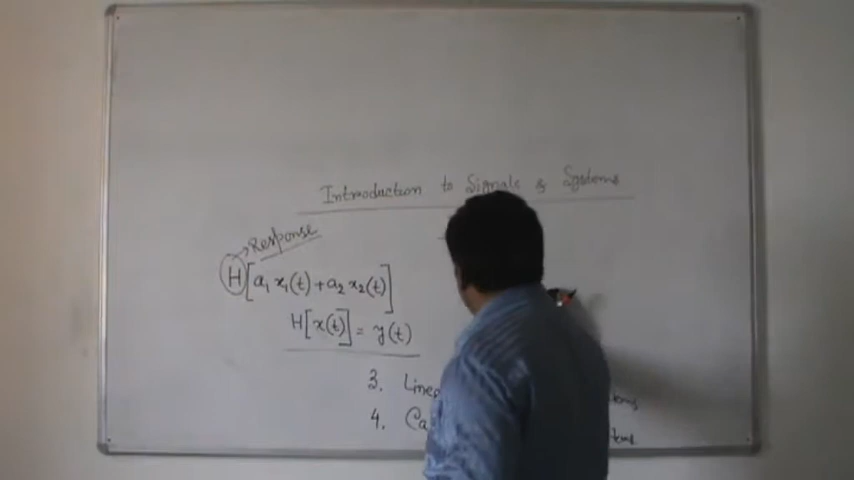 Introduction to Signals & Systems
Response
H[a₁ x₁(t) + a₂ x₂(t)]
H[x(t)] = y(t)
3. Line
4. Ca